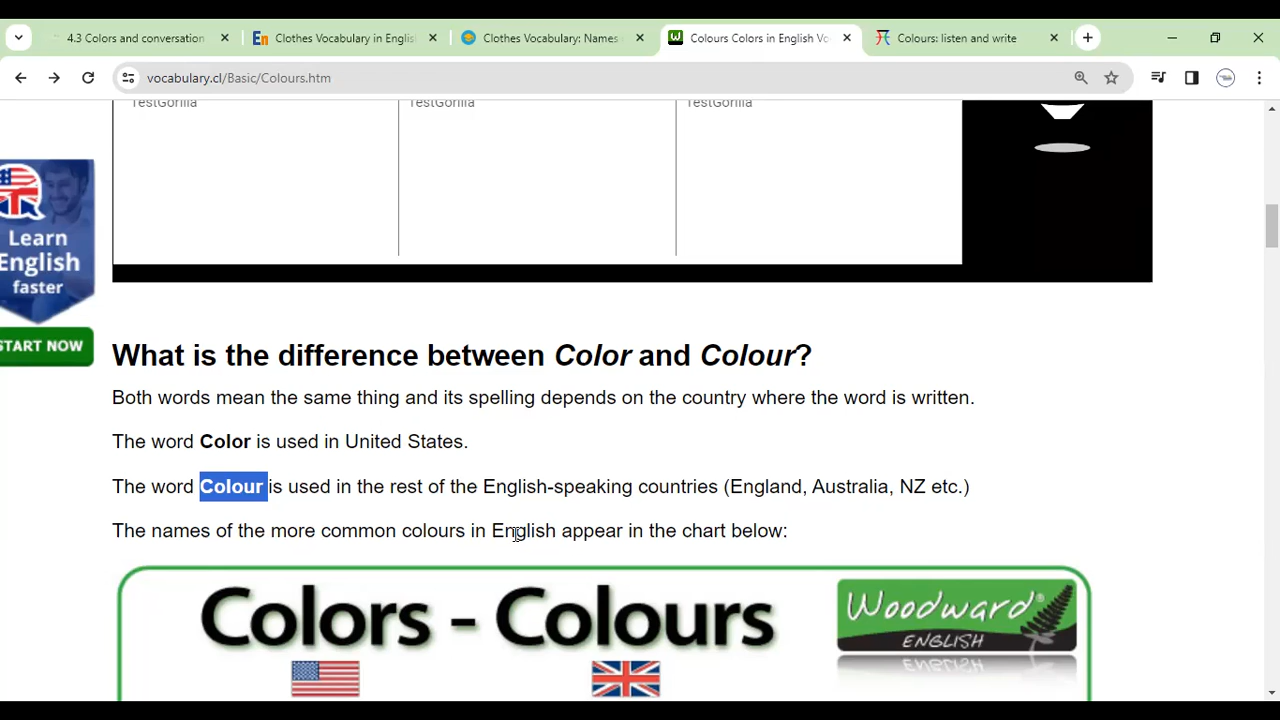 4.3 Colors and conversation
Clothes Vocabulary in Englis
Clothes Vocabulary: Names
Colours Colors in English Vo
Colours: listen and write
vocabulary.cl/Basic/Colours.htm
TestGorilla
TestGorilla
TestGorilla
Learn
English
faster
START NOW
What is the difference between Color and Colour?
Both words mean the same thing and its spelling depends on the country where the word is written.
The word Color is used in United States.
The word Colour is used in the rest of the English-speaking countries (England, Australia, NZ etc.)
The names of the more common colours in English appear in the chart below:
Colors - Colours
Woodward®
ENGLISH